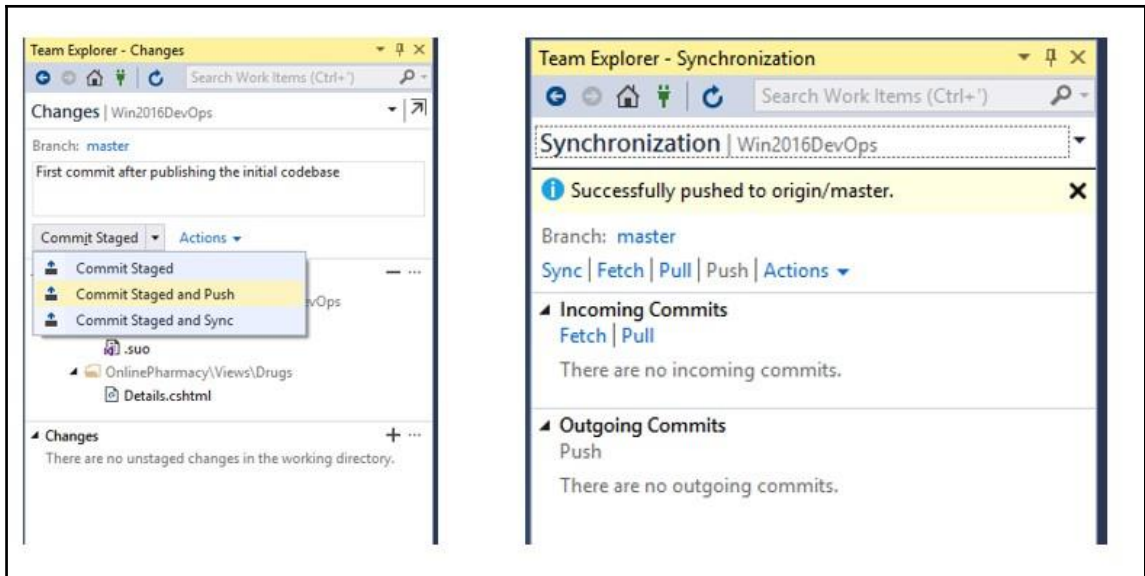 Team Explorer - Changes
Search Work Items (Ctrl+')
Changes | Win2016DevOps
Branch: master
First commit after publishing the initial codebase
Commit Staged
Actions
Commit Staged
Commit Staged and Push
vOps
Commit Staged and Sync
.suo
OnlinePharmacy\Views\Drugs
Details.cshtml
Changes
There are no unstaged changes in the working directory.
Team Explorer - Synchronization
Search Work Items (Ctrl+')
Synchronization | Win2016DevOps
Successfully pushed to origin/master.
Branch: master
Sync | Fetch | Pull | Push | Actions
Incoming Commits
Fetch | Pull
There are no incoming commits.
Outgoing Commits
Push
There are no outgoing commits.